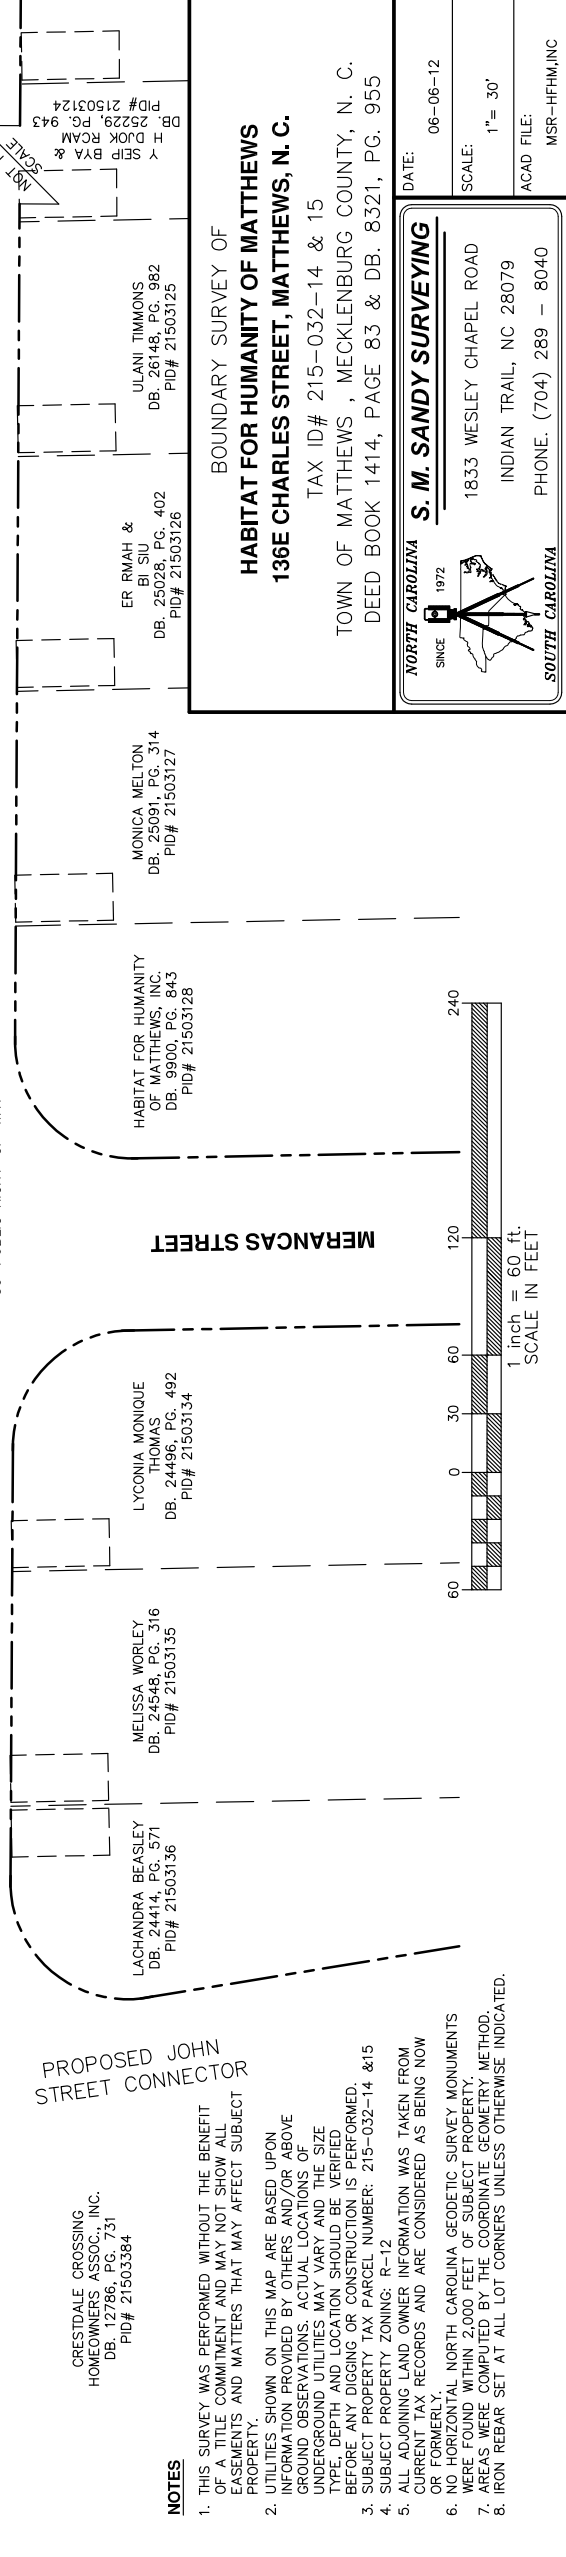 CRESTDALE CROSSING
HOMEOWNERS ASSOC., INC.
DB. 12786, PG. 731
PID# 21503384
PROPOSED JOHN
STREET CONNECTOR
NOTES
1. THIS SURVEY WAS PERFORMED WITHOUT THE BENEFIT
OF A TITLE COMMITMENT AND MAY NOT SHOW ALL
EASEMENTS AND MATTERS THAT MAY AFFECT SUBJECT
PROPERTY.
2. UTILITIES SHOWN ON THIS MAP ARE BASED UPON
INFORMATION PROVIDED BY OTHERS AND/OR ABOVE
GROUND OBSERVATIONS. ACTUAL LOCATIONS OF
UNDERGROUND UTILITIES MAY VARY AND THE SIZE
TYPE, DEPTH AND LOCATION SHOULD BE VERIFIED
BEFORE ANY DIGGING OR CONSTRUCTION IS PERFORMED.
3. SUBJECT PROPERTY TAX PARCEL NUMBER: 215-032-14 &15
4. SUBJECT PROPERTY ZONING: R-12
5. ALL ADJOINING LAND OWNER INFORMATION WAS TAKEN FROM
CURRENT TAX RECORDS AND ARE CONSIDERED AS BEING NOW
OR FORMERLY.
6. NO HORIZONTAL NORTH CAROLINA GEODETIC SURVEY MONUMENTS
WERE FOUND WITHIN 2,000 FEET OF SUBJECT PROPERTY.
7. AREAS WERE COMPUTED BY THE COORDINATE GEOMETRY METHOD.
8. IRON REBAR SET AT ALL LOT CORNERS UNLESS OTHERWISE INDICATED.
LACHANDRA BEASLEY
DB. 24414, PG. 571
PID# 21503136
MELISSA WORLEY
DB. 24548, PG. 316
PID# 21503135
LYCONIA MONIQUE
THOMAS
DB. 24496, PG. 492
PID# 21503134
MERANCAS STREET
HABITAT FOR HUMANITY
OF MATTHEWS, INC.
DB. 9900, PG. 843
PID# 21503128
MONICA MELTON
DB. 25091, PG. 314
PID# 21503127
ER RMAH &
BI SIU
DB. 25028, PG. 402
PID# 21503126
ULANI TIMMONS
DB. 26148, PG. 982
PID# 21503125
Y SEIP BYA &
H DJOK RCAM
DB. 25229, PG. 943
PID# 21503124
SCALE
60 0 30 60 120 240
1 inch = 60 ft.
SCALE IN FEET
BOUNDARY SURVEY OF
HABITAT FOR HUMANITY OF MATTHEWS
136E CHARLES STREET, MATTHEWS, N. C.
TAX ID# 215-032-14 & 15
TOWN OF MATTHEWS , MECKLENBURG COUNTY, N. C.
DEED BOOK 1414, PAGE 83 & DB. 8321, PG. 955
NORTH CAROLINA
SINCE 1972
SOUTH CAROLINA
S. M. SANDY SURVEYING
1833 WESLEY CHAPEL ROAD
INDIAN TRAIL, NC 28079
PHONE. (704) 289 - 8040
DATE:
06-06-12
SCALE:
1"= 30'
ACAD FILE:
MSR-HFHM,INC